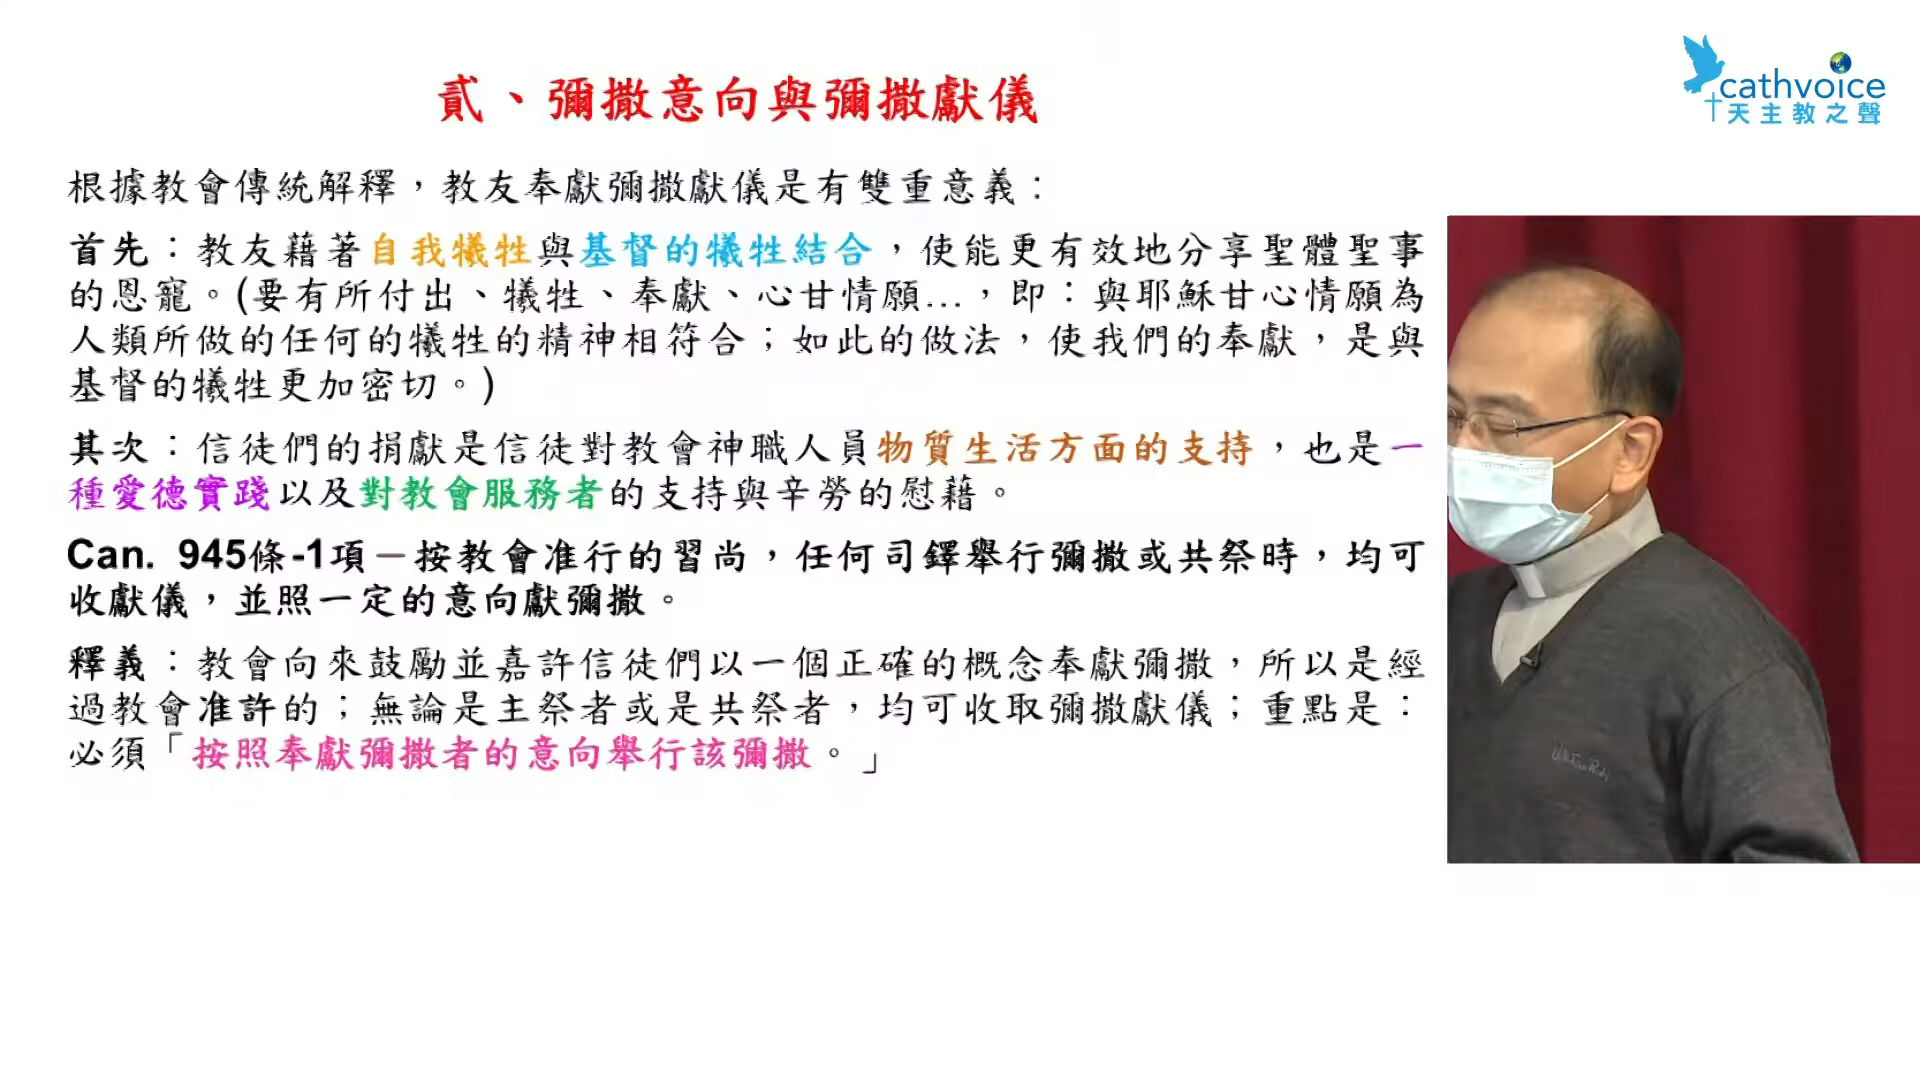 cathvoice
天主教之聲
貳、彌撒意向與彌撒獻儀
根據教會傳統解釋，教友奉獻彌撒獻儀是有雙重意義：
首先：教友藉著自我犧牲與基督的犧牲結合，使能更有效地分享聖體聖事
的恩寵。(要有所付出、犧牲、奉獻、心甘情願...，即：與耶穌甘心情願為
人類所做的任何的犧牲的精神相符合；如此的做法，使我們的奉獻，是與
基督的犧牲更加密切。)
其次：信徒們的捐獻是信徒對教會神職人員物質生活方面的支持，也是一
種愛德實踐以及對教會服務者的支持與辛勞的慰藉。
Can. 945條-1項－按教會准行的習尚，任何司鐸舉行彌撒或共祭時，均可
收獻儀，並照一定的意向獻彌撒。
釋義：教會向來鼓勵並嘉許信徒們以一個正確的概念奉獻彌撒，所以是經
過教會准許的；無論是主祭者或是共祭者，均可收取彌撒獻儀；重點是：
必須「按照奉獻彌撒者的意向舉行該彌撒。」